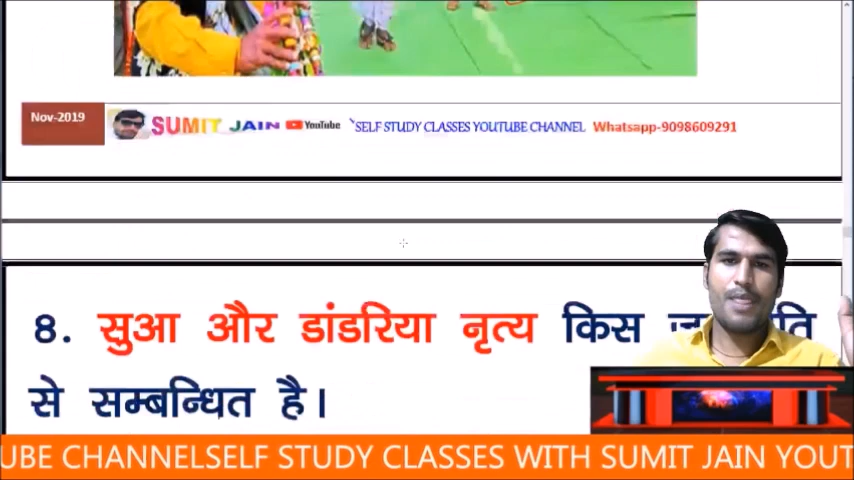 Nov-2019 SUMIT JAIN YouTube `SELF STUDY CLASSES YOUTUBE CHANNEL Whatsapp-9098609291
8. सुआ और डांडरिया नृत्य किस
से सम्बन्धित है।
UBE CHANNELSELF STUDY CLASSES WITH SUMIT JAIN YOUT